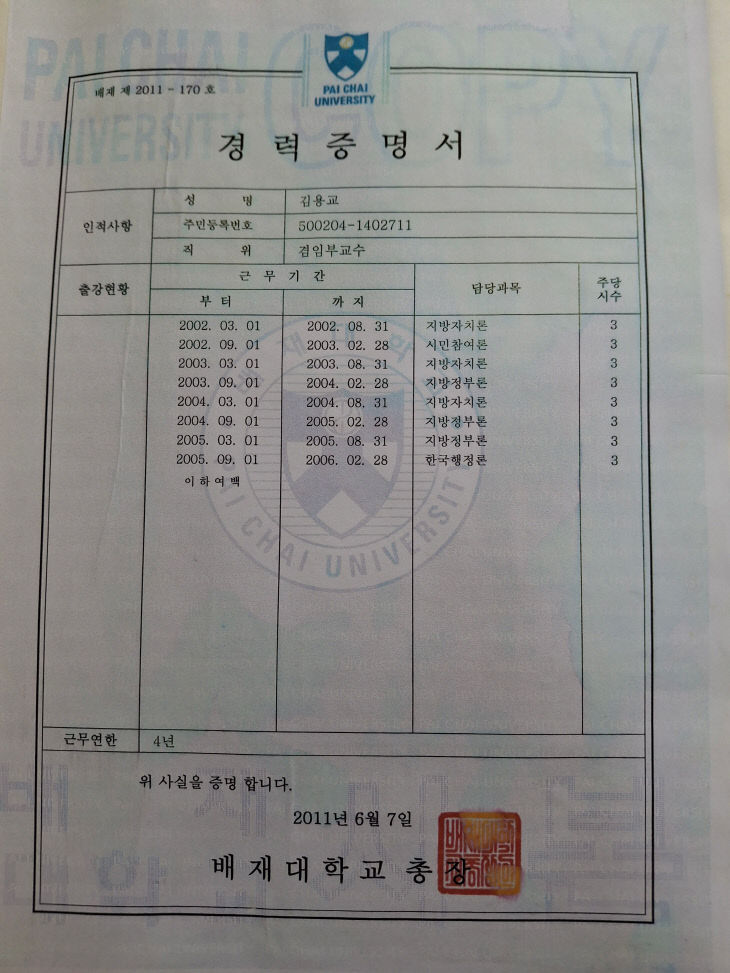 PAI CHAI
UNIVERSITY
COPY
PAI CHAI
UNIVERSITY
배재 제 2011 - 170 호
경력증명서
인적사항
성 명 김용교
주민등록번호 500204-1402711
직 위 겸임부교수
출강현황 근무기간 담당과목 주당시수
부터 까지
2002. 03. 01 2002. 08. 31 지방자치론 3
2002. 09. 01 2003. 02. 28 시민참여론 3
2003. 03. 01 2003. 08. 31 지방자치론 3
2003. 09. 01 2004. 02. 28 지방정부론 3
2004. 03. 01 2004. 08. 31 지방자치론 3
2004. 09. 01 2005. 02. 28 지방정부론 3
2005. 03. 01 2005. 08. 31 지방정부론 3
2005. 09. 01 2006. 02. 28 한국행정론 3
이하여백
PAI CHAI UNIVERSITY
근무연한 4년
위 사실을 증명 합니다.
2011년 6월 7일
배재대학교 총장